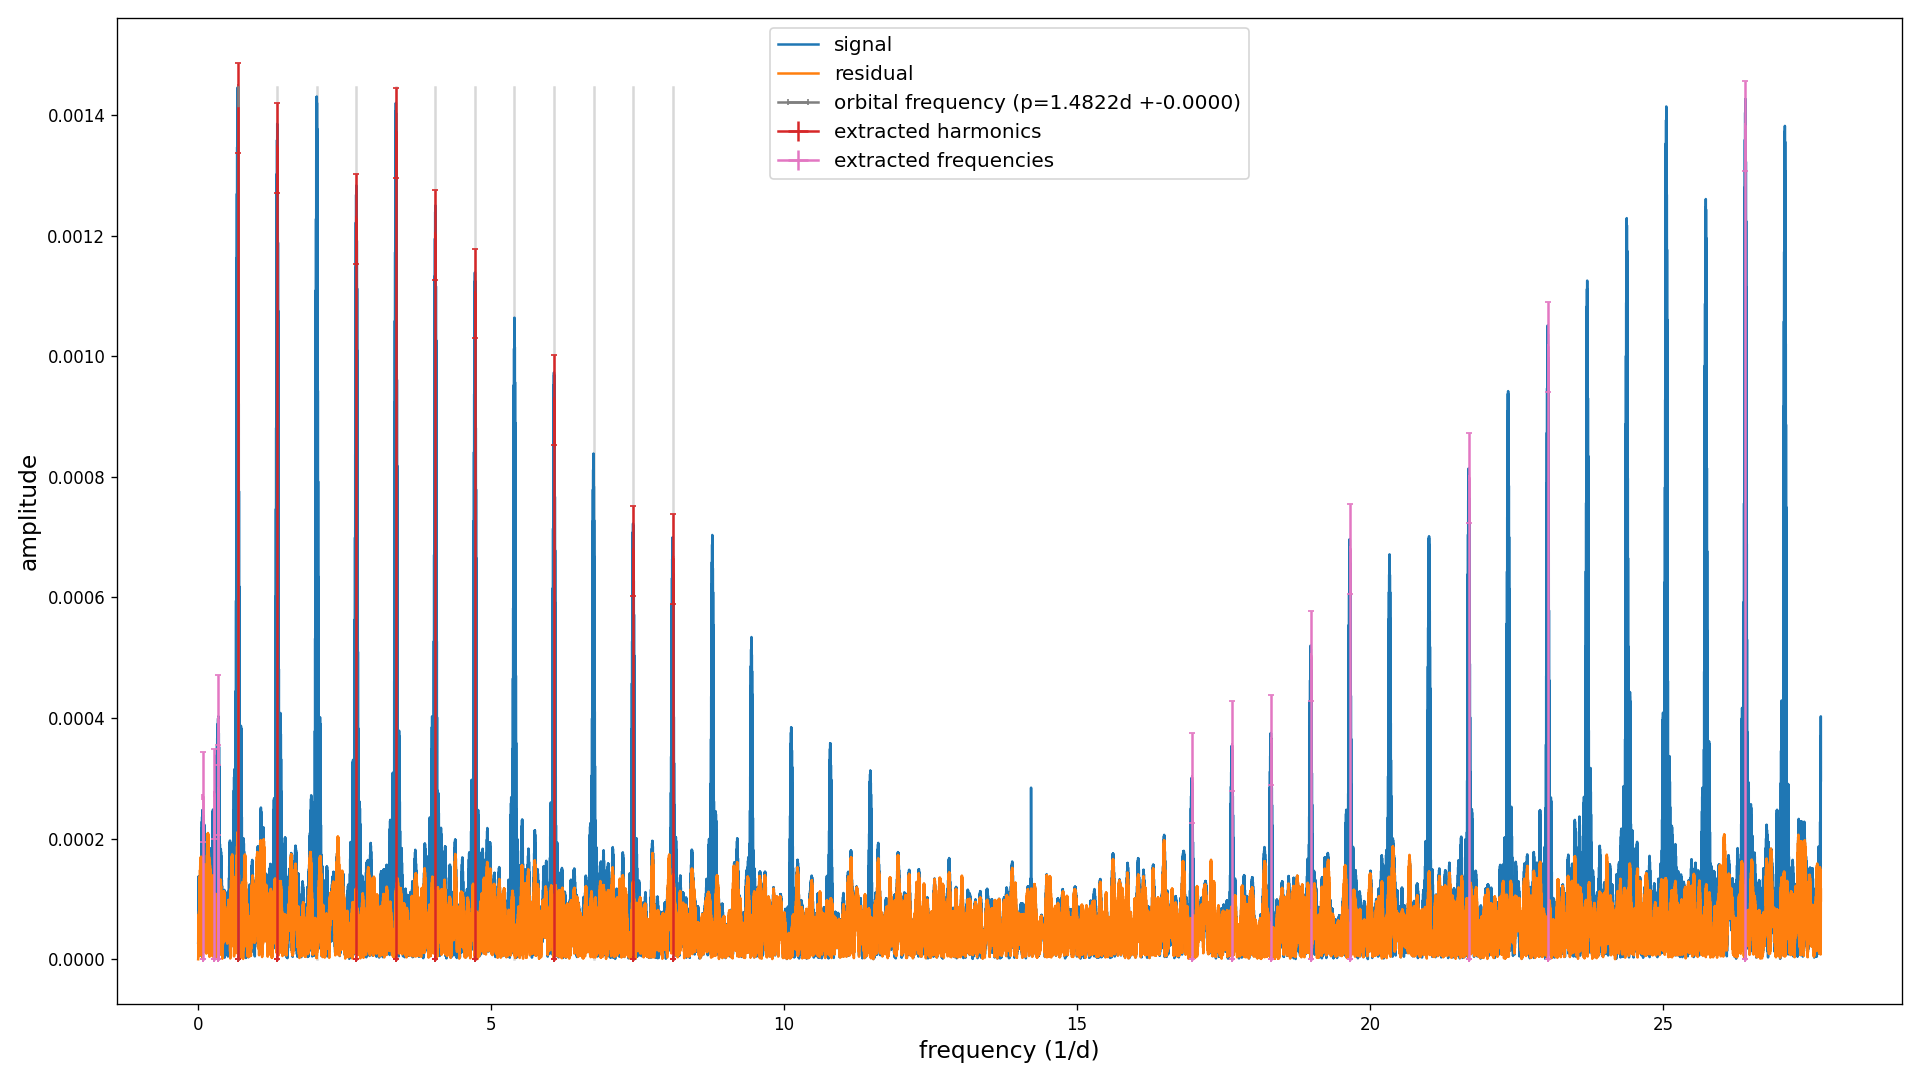 signal
residual
orbital frequency (p=1.4822d +-0.0000)
extracted harmonics
extracted frequencies
amplitude
0.0014
0.0012
0.0010
0.0008
0.0006
0.0004
0.0002
0.0000
0 5 10 15 20 25
frequency (1/d)